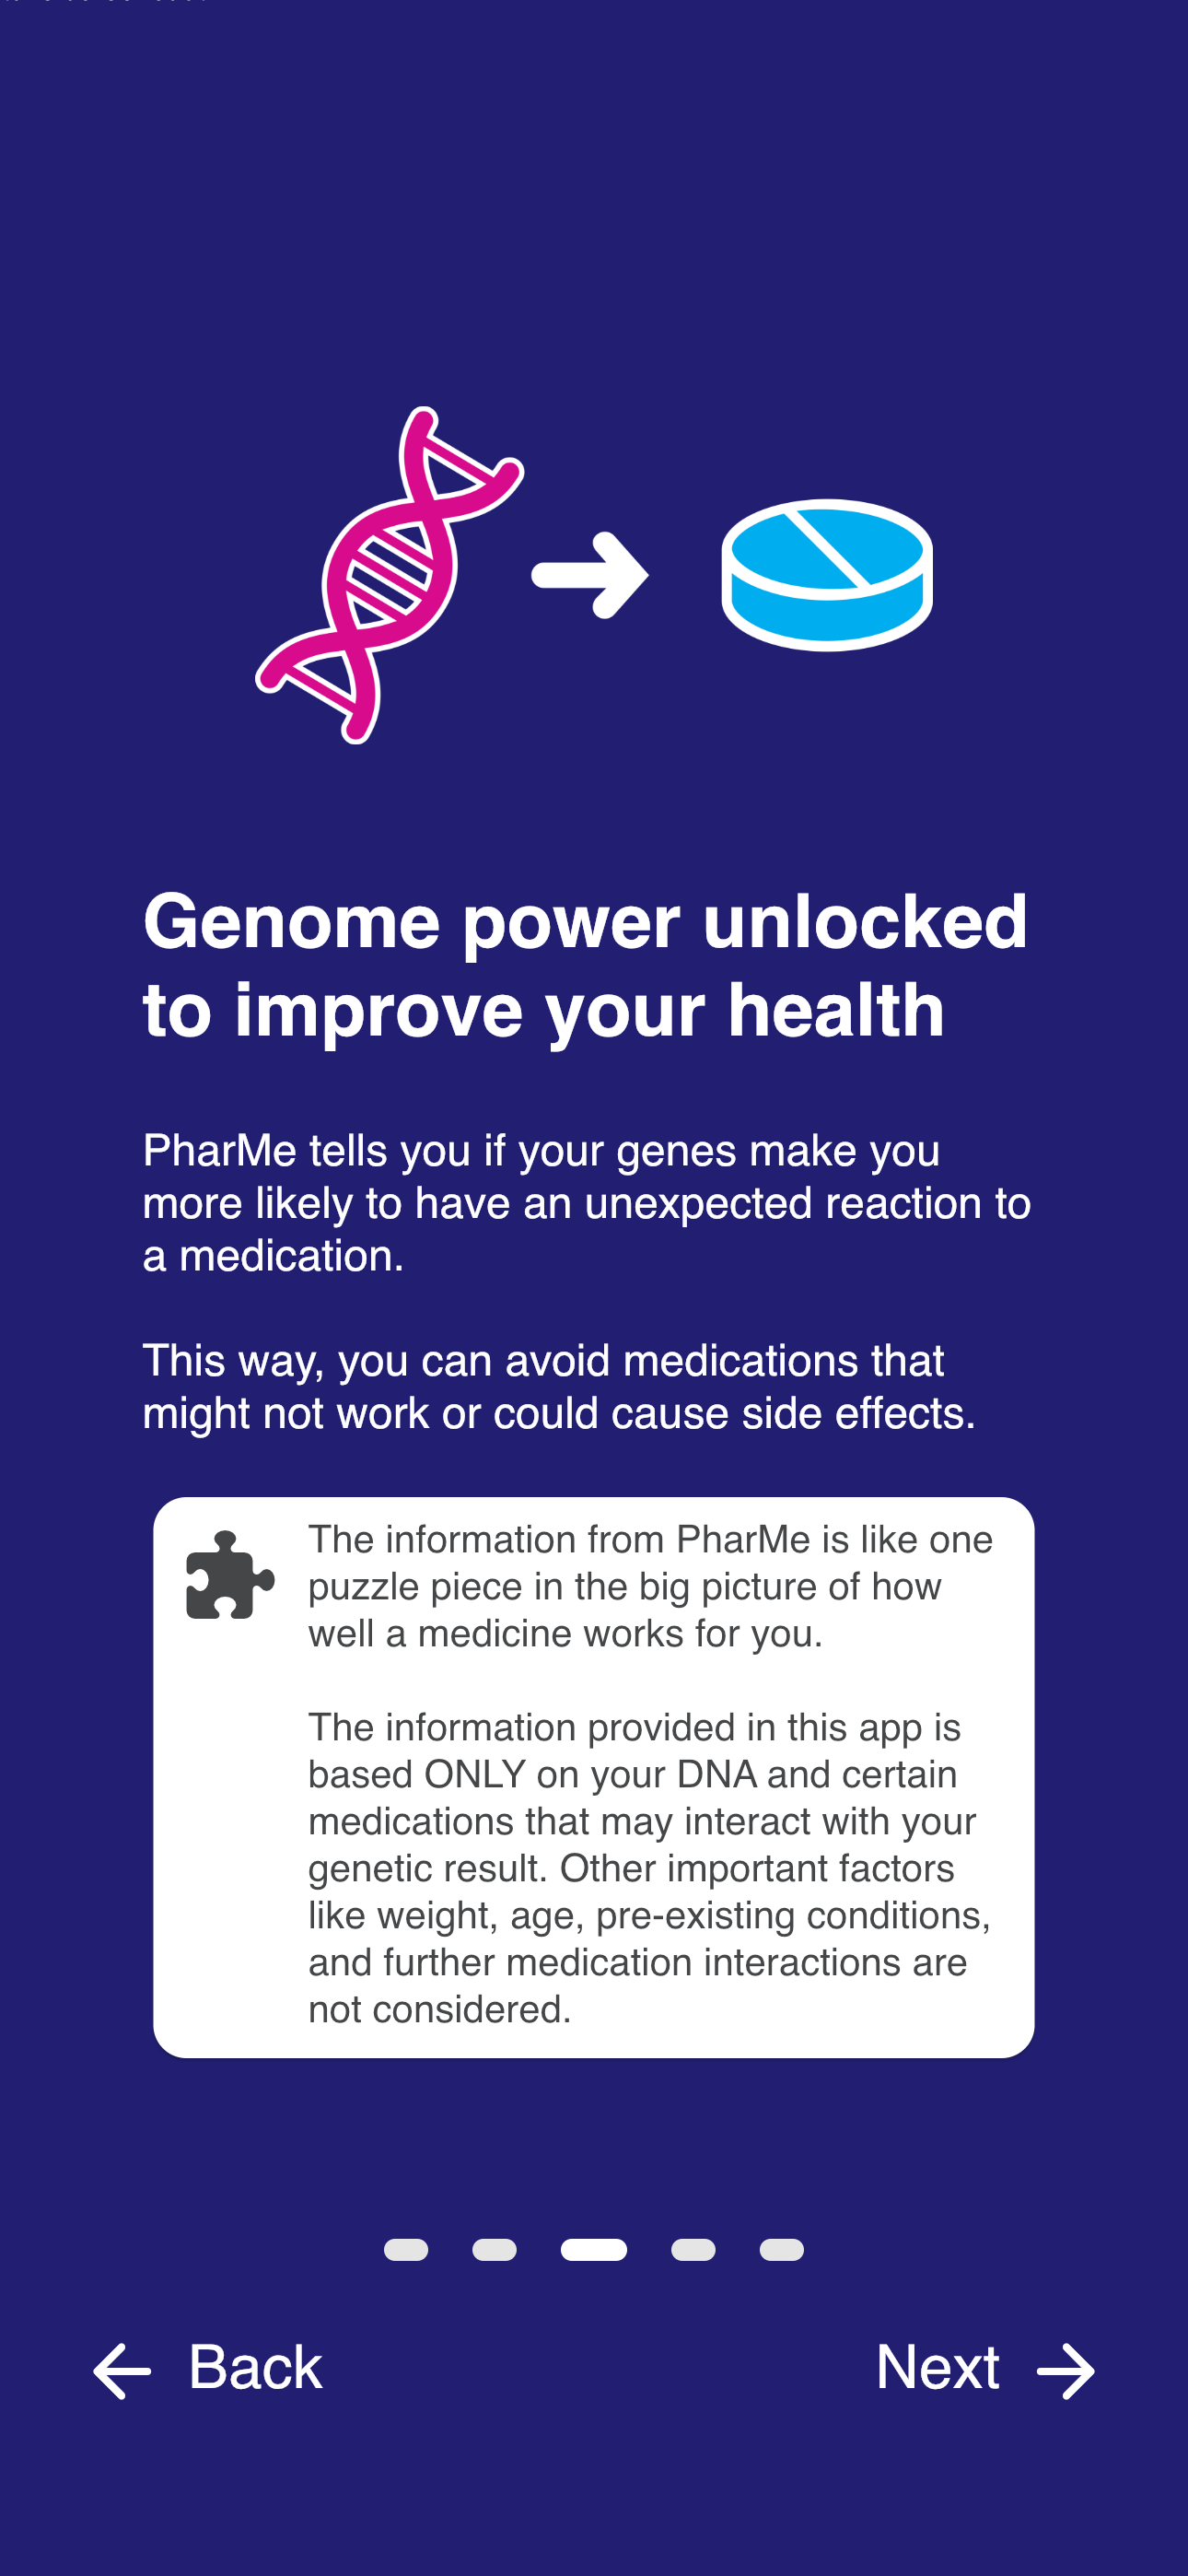 Genome power unlocked
to improve your health
PharMe tells you if your genes make you
more likely to have an unexpected reaction to
a medication.
This way, you can avoid medications that
might not work or could cause side effects.
The information from PharMe is like one
puzzle piece in the big picture of how
well a medicine works for you.
The information provided in this app is
based ONLY on your DNA and certain
medications that may interact with your
genetic result. Other important factors
like weight, age, pre-existing conditions,
and further medication interactions are
not considered.
Back
Next